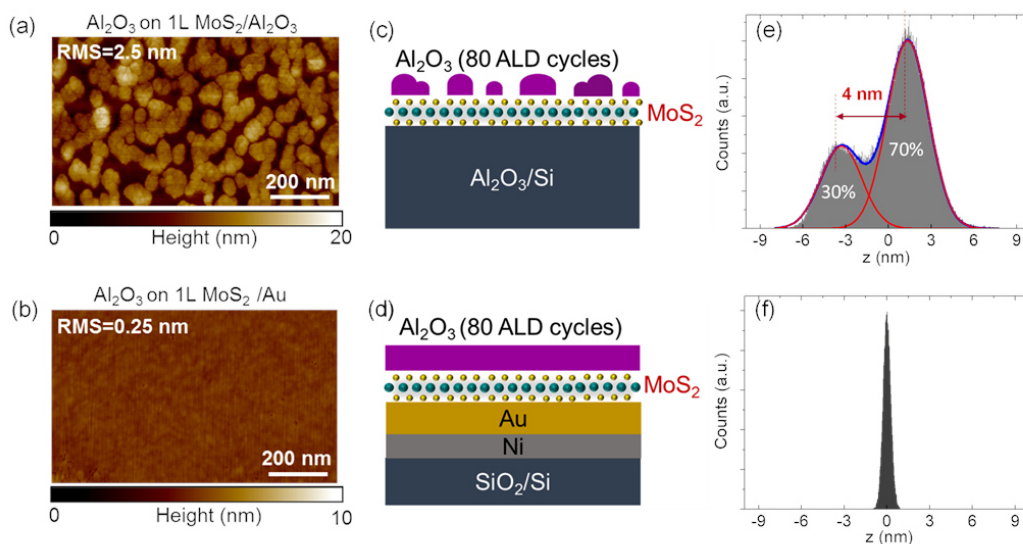 (a)
Al₂O₃ on 1L MoS₂/Al₂O₃
RMS=2.5 nm
200 nm
0 Height (nm) 20
(c)
Al₂O₃ (80 ALD cycles)
MoS₂
Al₂O₃/Si
(e)
4 nm
70%
30%
Counts (a.u.)
-9 -6 -3 0 3 6 9
z (nm)
(b)
Al₂O₃ on 1L MoS₂ /Au
RMS=0.25 nm
200 nm
0 Height (nm) 10
(d)
Al₂O₃ (80 ALD cycles)
MoS₂
Au
Ni
SiO₂/Si
(f)
Counts (a.u.)
-9 -6 -3 0 3 6 9
z (nm)